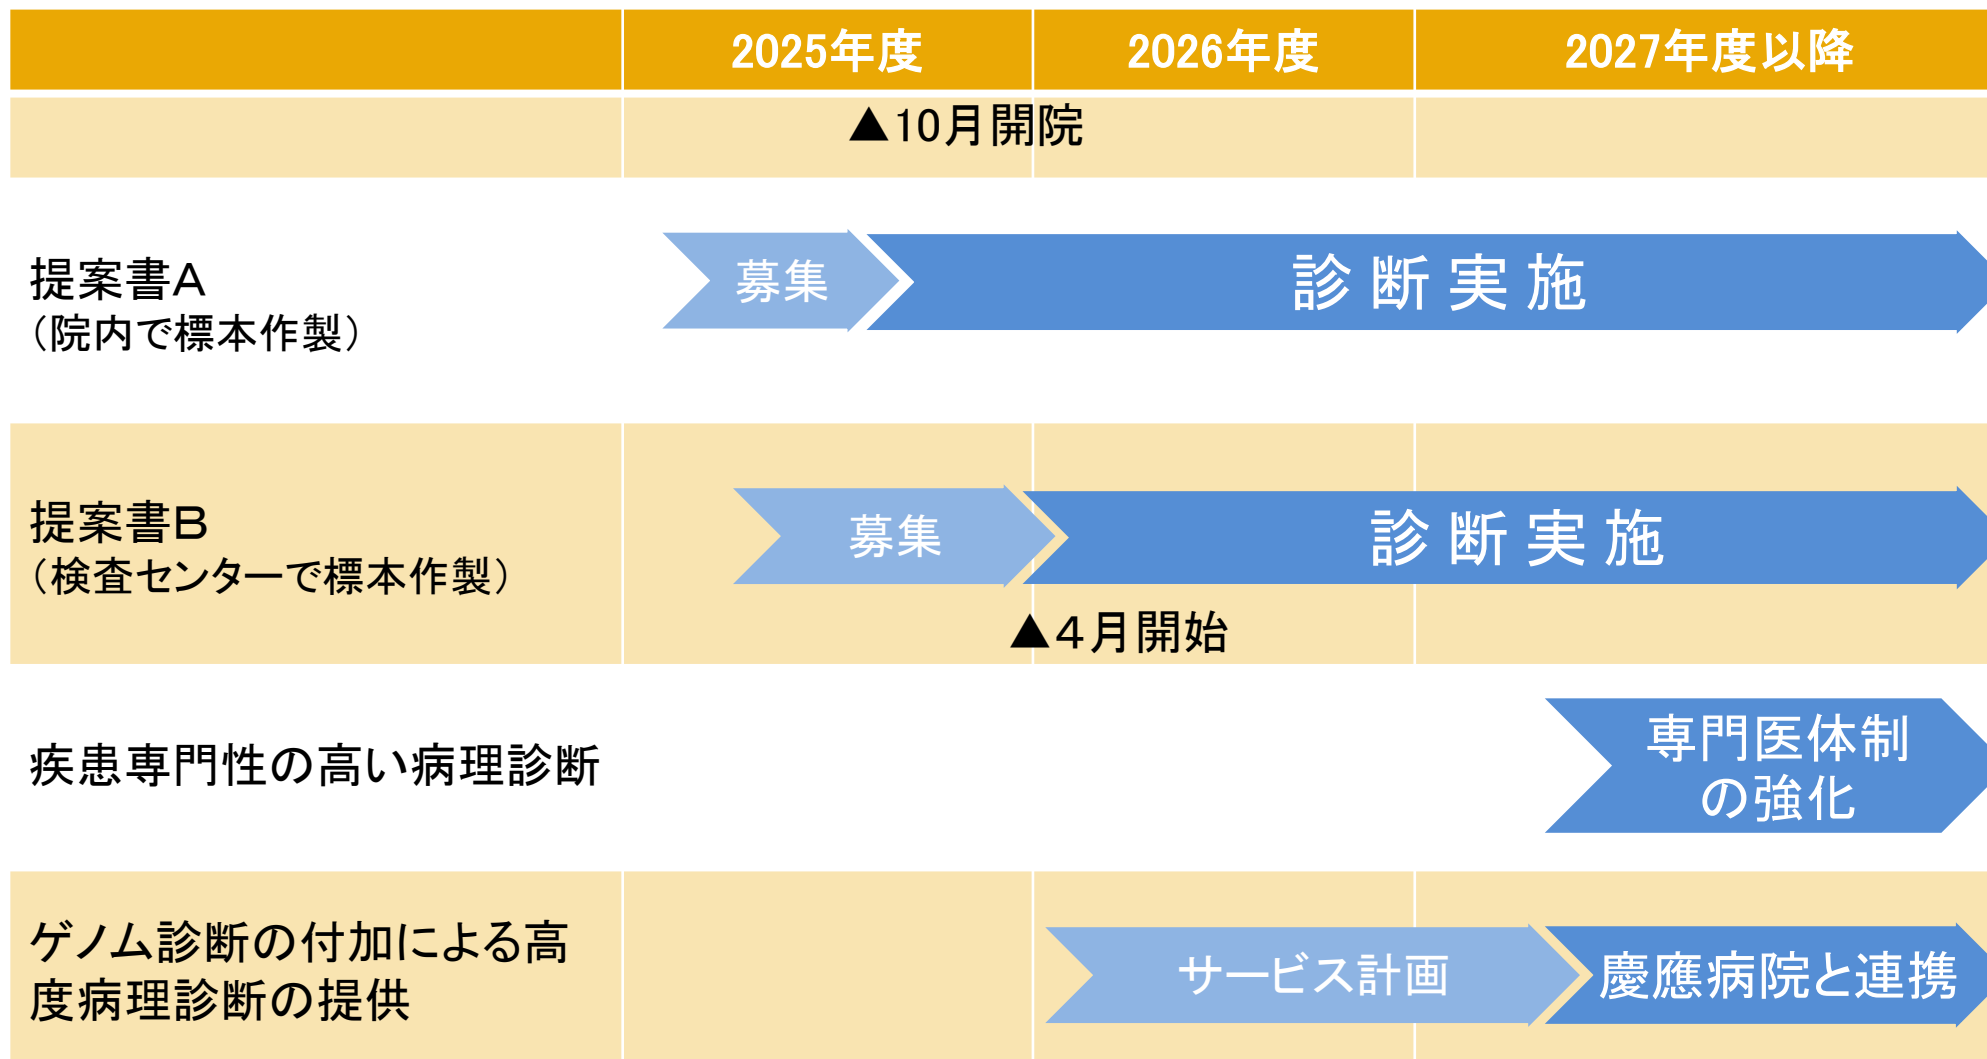 2025年度
2026年度
2027年度以降
▲10月開院
提案書A
（院内で標本作製）
募集
診断実施
提案書B
（検査センターで標本作製）
募集
診断実施
▲4月開始
疾患専門性の高い病理診断
専門医体制
の強化
ゲノム診断の付加による高
度病理診断の提供
サービス計画
慶應病院と連携